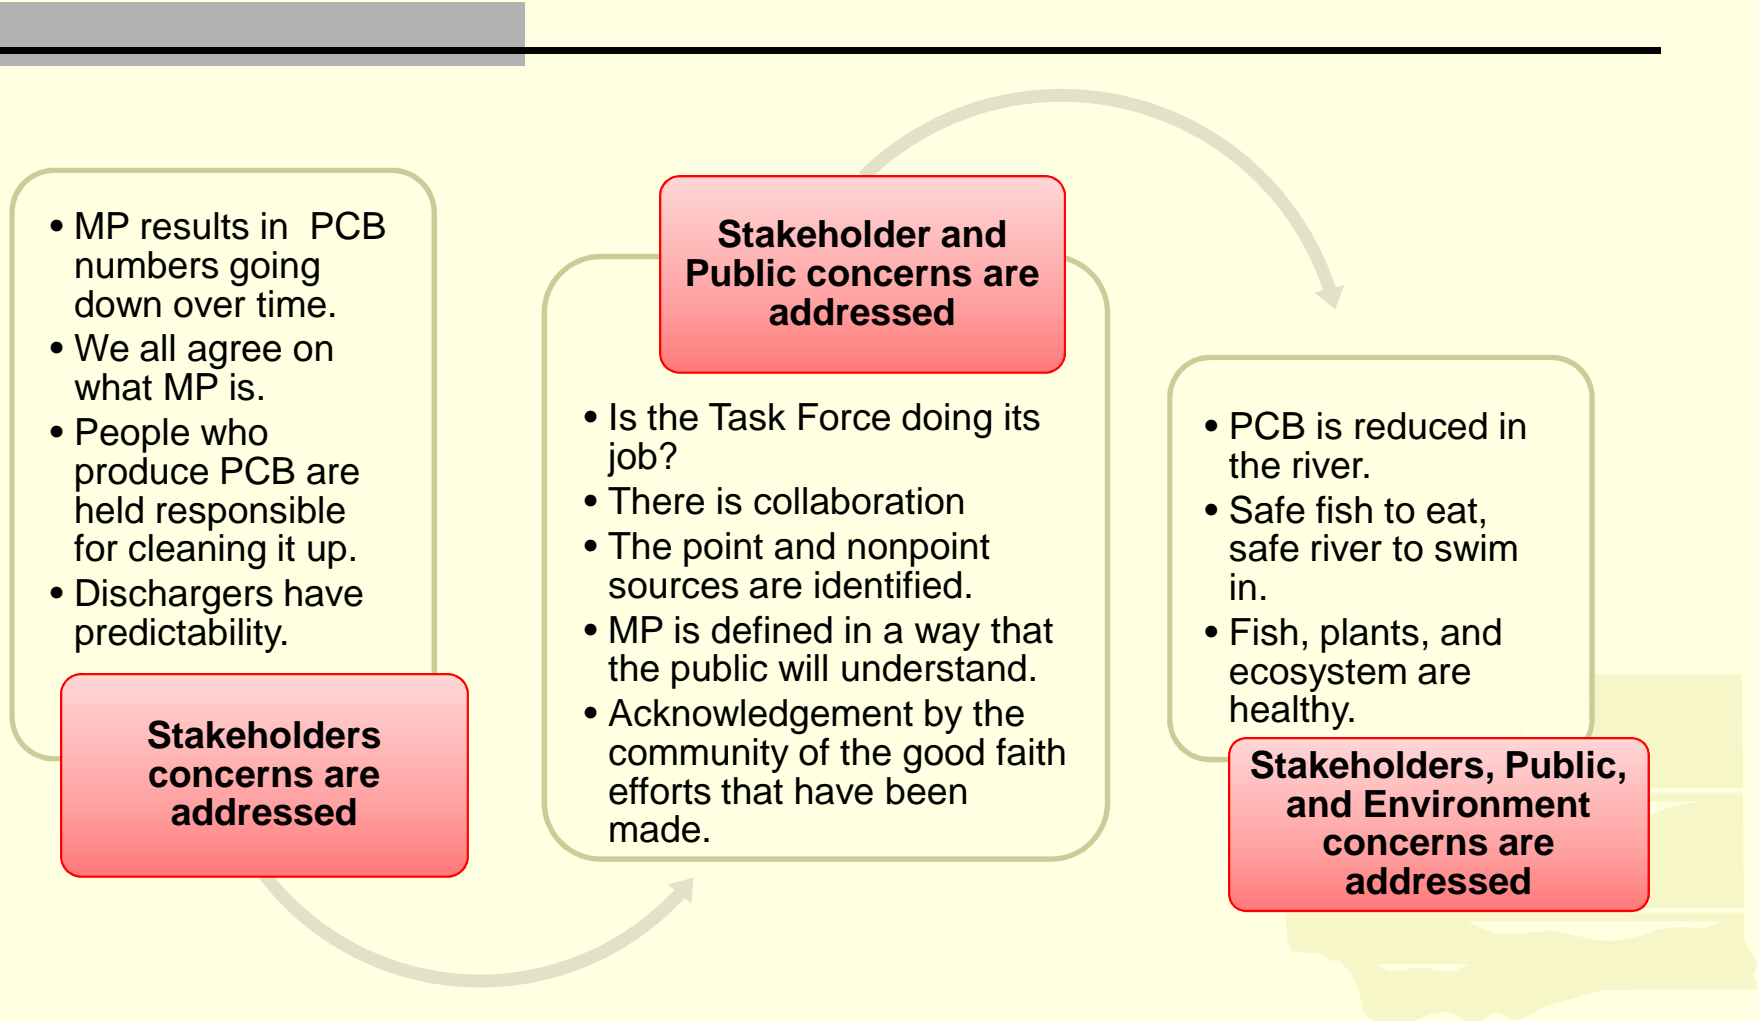 • MP results in  PCB
numbers going
down over time.
• We all agree on
what MP is.
• People who
produce PCB are
held responsible
for cleaning it up.
• Dischargers have
predictability.
Stakeholders
concerns are
addressed
Stakeholder and
Public concerns are
addressed
• Is the Task Force doing its
job?
• There is collaboration
• The point and nonpoint
sources are identified.
• MP is defined in a way that
the public will understand.
• Acknowledgement by the
community of the good faith
efforts that have been
made.
• PCB is reduced in
the river.
• Safe fish to eat,
safe river to swim
in.
• Fish, plants, and
ecosystem are
healthy.
Stakeholders, Public,
and Environment
concerns are
addressed